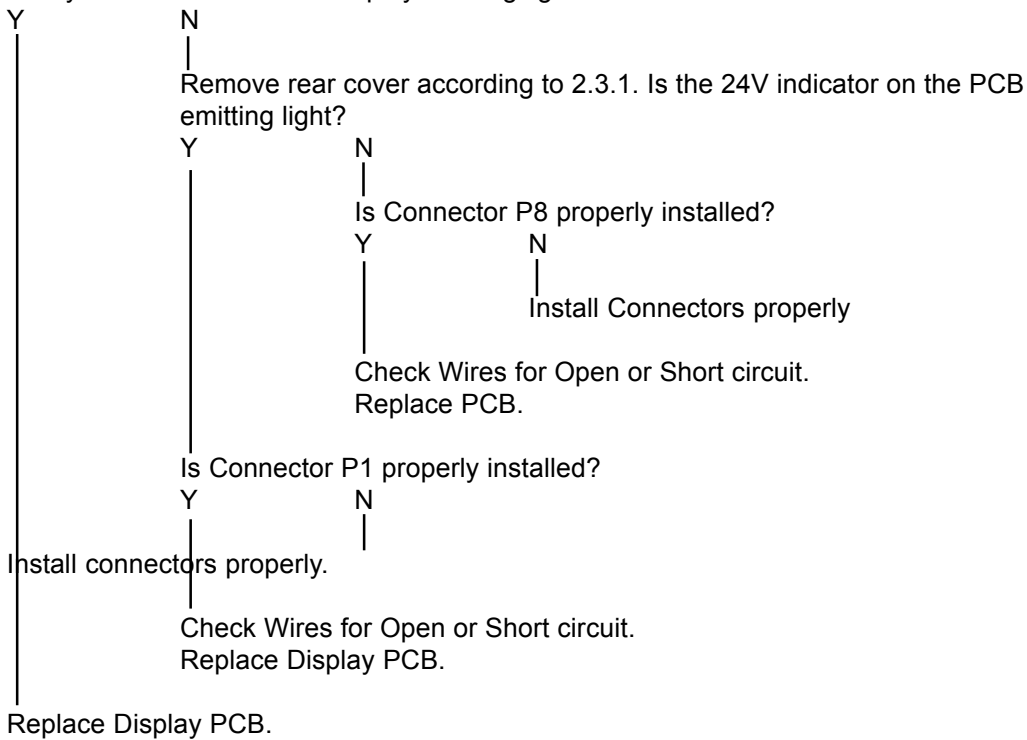 Y N
Remove rear cover according to 2.3.1. Is the 24V indicator on the PCB
emitting light?
Y N
Is Connector P8 properly installed?
Y N
Install Connectors properly
Check Wires for Open or Short circuit.
Replace PCB.
Is Connector P1 properly installed?
Y N
Install connectors properly.
Check Wires for Open or Short circuit.
Replace Display PCB.
Replace Display PCB.